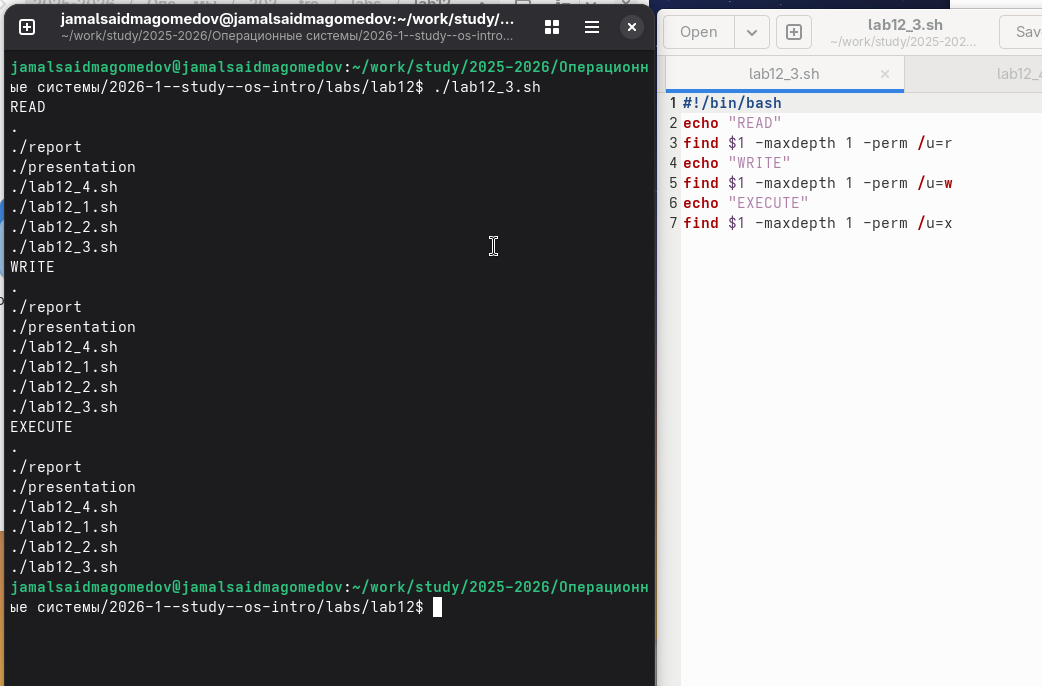 jamalsaidmagomedov@jamalsaidmagomedov:~/work/study/...
~/work/study/2025-2026/Операционные системы/2026-1--study--os-intro...
jamalsaidmagomedov@jamalsaidmagomedov:~/work/study/2025-2026/Операционн
ые системы/2026-1--study--os-intro/labs/lab12$ ./lab12_3.sh
READ
.
./report
./presentation
./lab12_4.sh
./lab12_1.sh
./lab12_2.sh
./lab12_3.sh
WRITE
.
./report
./presentation
./lab12_4.sh
./lab12_1.sh
./lab12_2.sh
./lab12_3.sh
EXECUTE
.
./report
./presentation
./lab12_4.sh
./lab12_1.sh
./lab12_2.sh
./lab12_3.sh
jamalsaidmagomedov@jamalsaidmagomedov:~/work/study/2025-2026/Операционн
ые системы/2026-1--study--os-intro/labs/lab12$
Open
lab12_3.sh
~/work/study/2025-202...
Sav
lab12_3.sh
lab12_4
1 #!/bin/bash
2 echo "READ"
3 find $1 -maxdepth 1 -perm /u=r
4 echo "WRITE"
5 find $1 -maxdepth 1 -perm /u=w
6 echo "EXECUTE"
7 find $1 -maxdepth 1 -perm /u=x